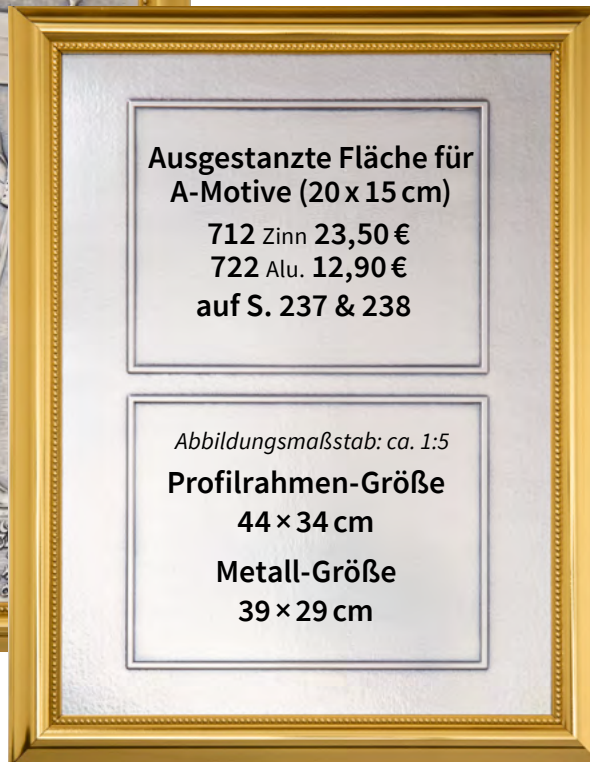 Ausgestanzte Fläche für
A-Motive (20 x 15 cm)
712 Zinn 23,50 €
722 Alu. 12,90 €
auf S. 237 & 238
Abbildungsmaßstab: ca. 1:5
Profilrahmen-Größe
44 × 34 cm
Metall-Größe
39 × 29 cm